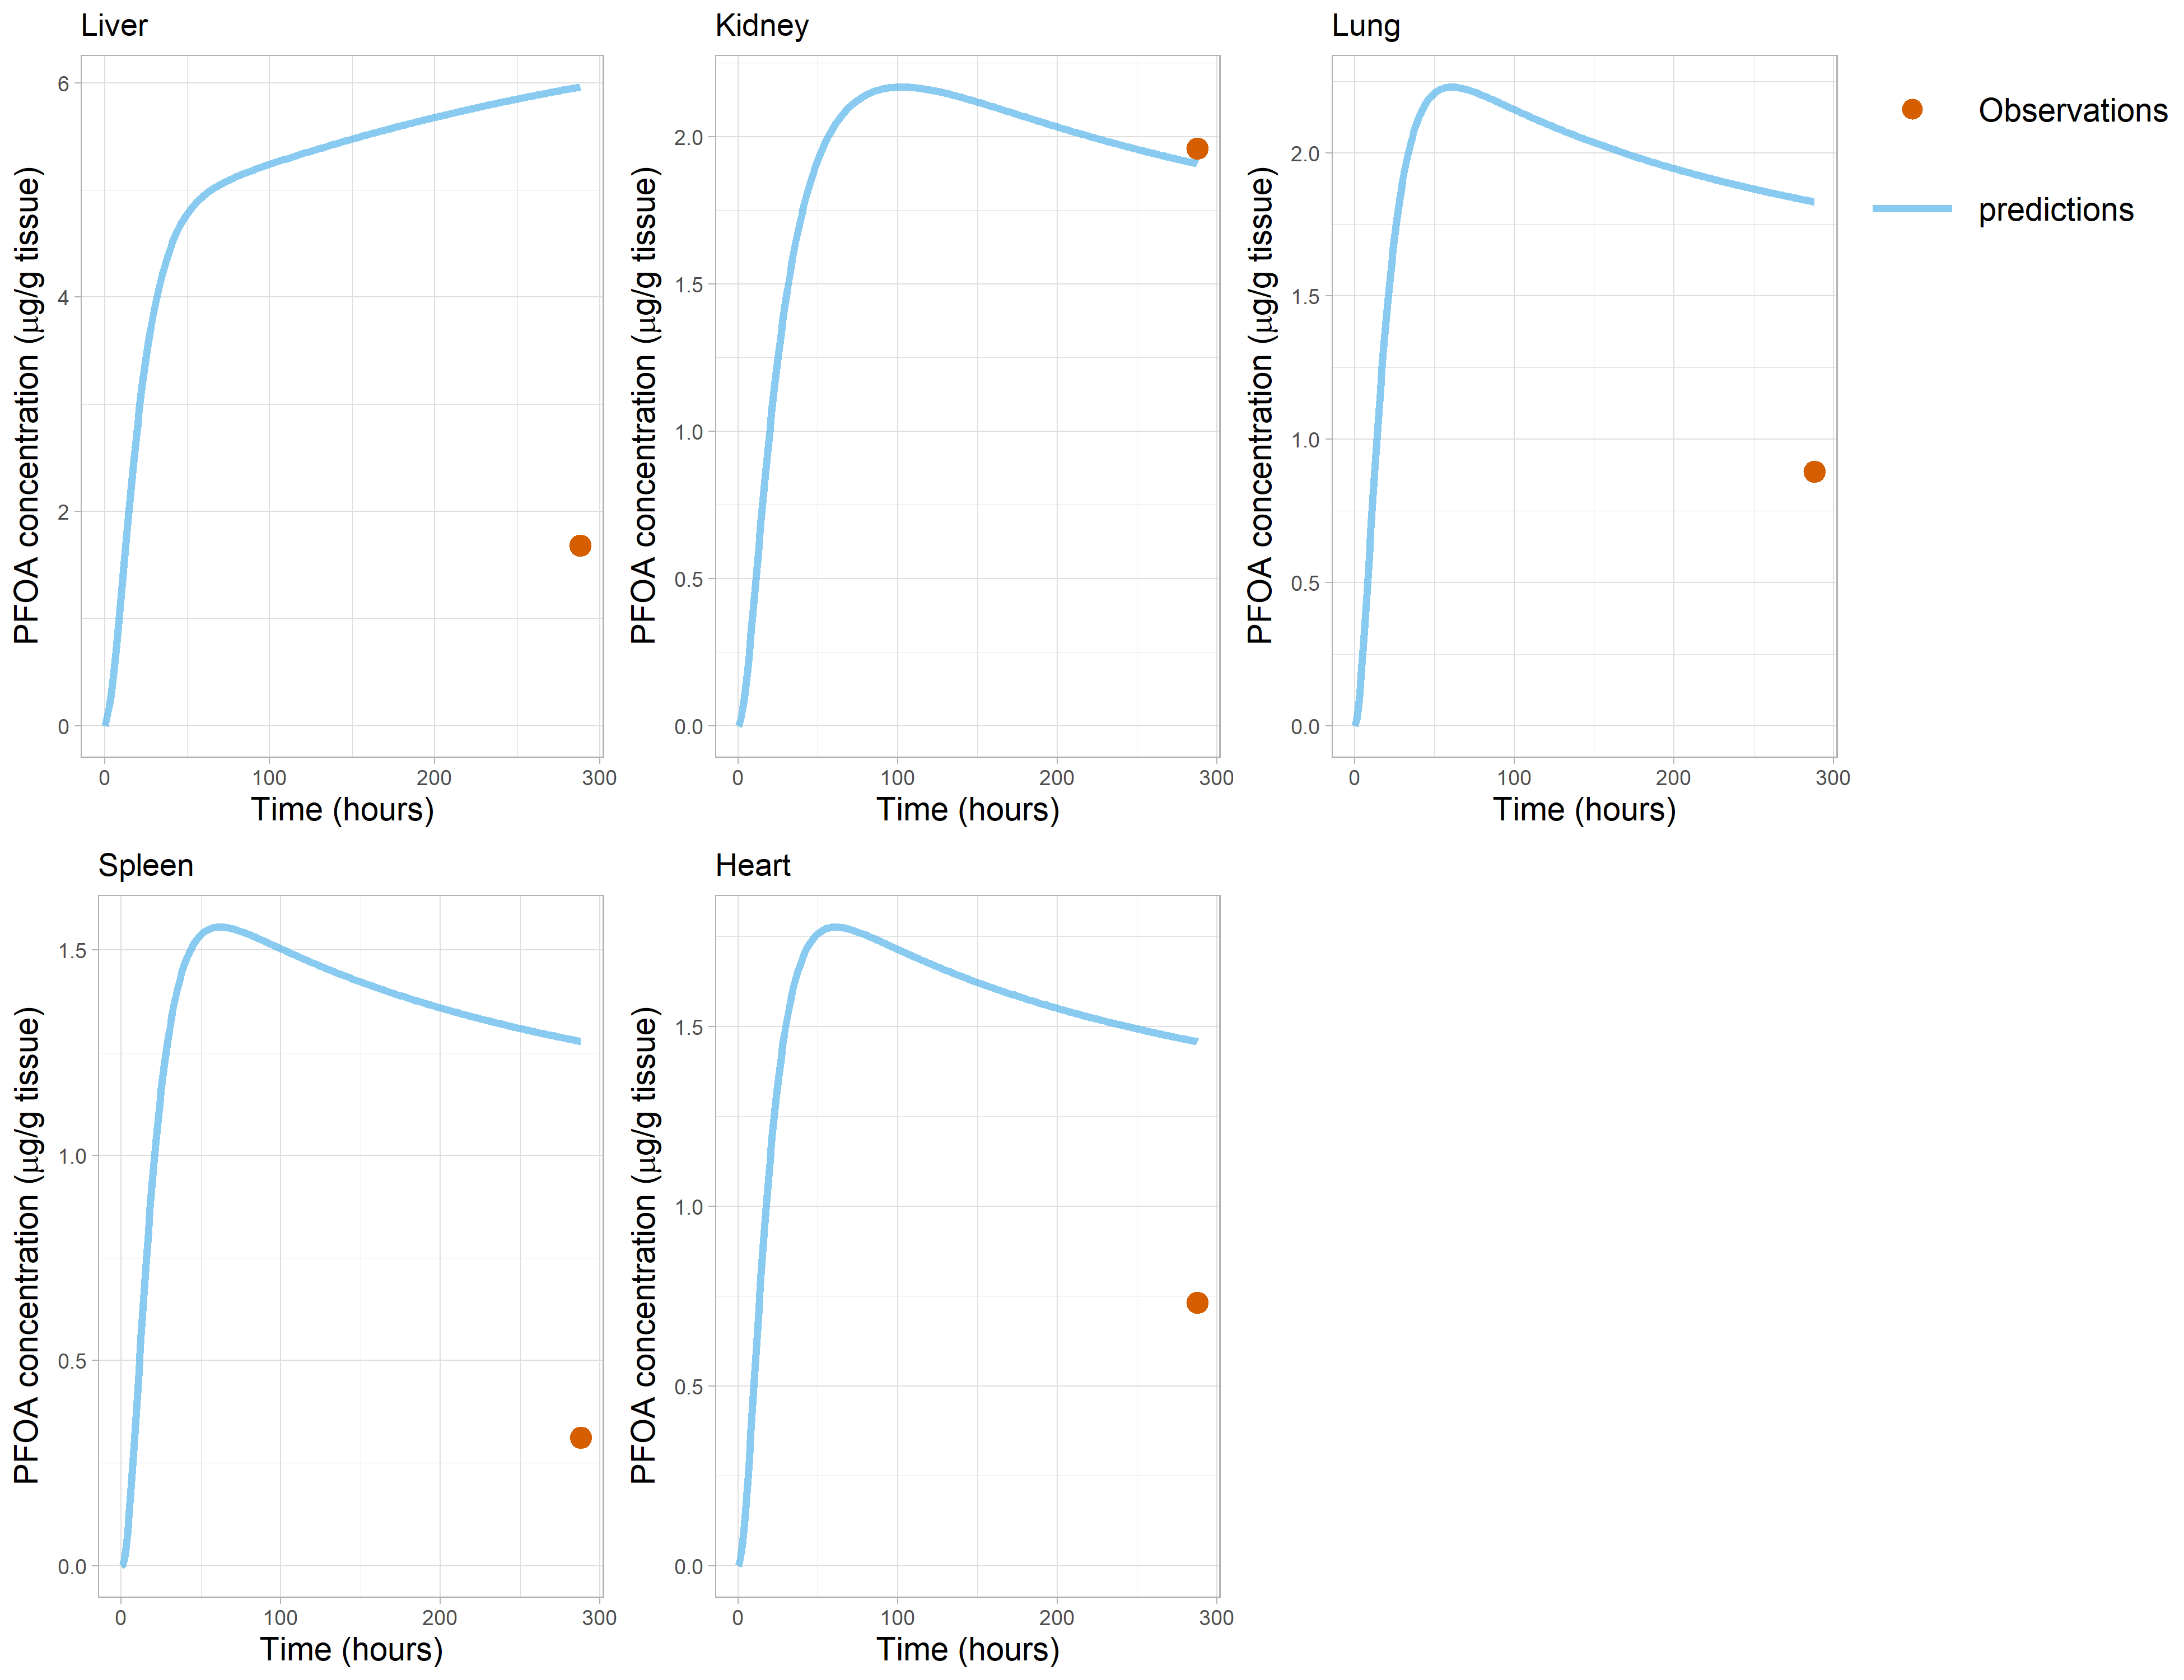 Liver
PFOA concentration (μg/g tissue)
6
4
2
0
0 100 200 300
Time (hours)
Kidney
PFOA concentration (μg/g tissue)
2.0
1.5
1.0
0.5
0.0
0 100 200 300
Time (hours)
Lung
PFOA concentration (μg/g tissue)
2.0
1.5
1.0
0.5
0.0
0 100 200 300
Time (hours)
Observations
predictions
Spleen
PFOA concentration (μg/g tissue)
1.5
1.0
0.5
0.0
0 100 200 300
Time (hours)
Heart
PFOA concentration (μg/g tissue)
1.5
1.0
0.5
0.0
0 100 200 300
Time (hours)